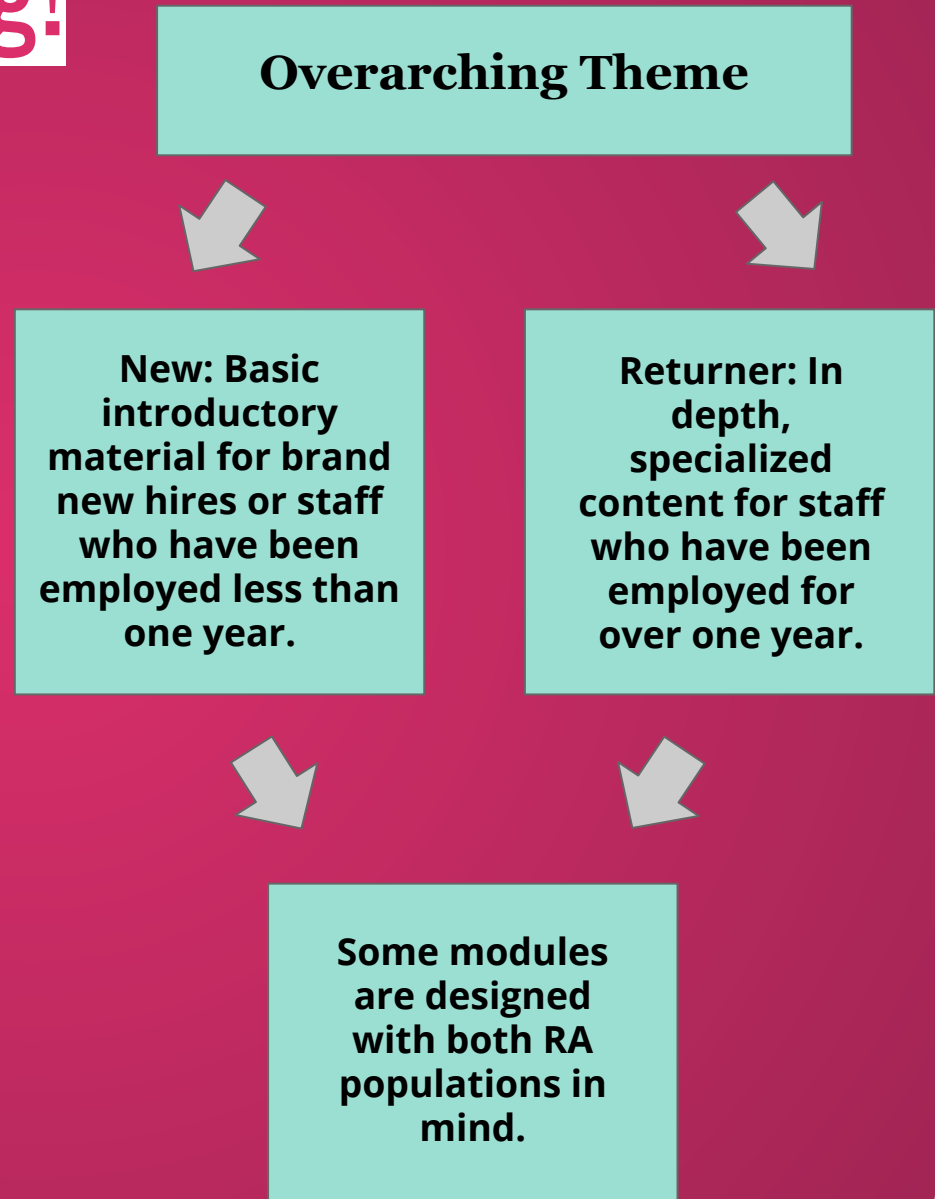 Overarching Theme
New: Basic
introductory
material for brand
new hires or staff
who have been
employed less than
one year.
Returner: In
depth,
specialized
content for staff
who have been
employed for
over one year.
Some modules
are designed
with both RA
populations in
mind.